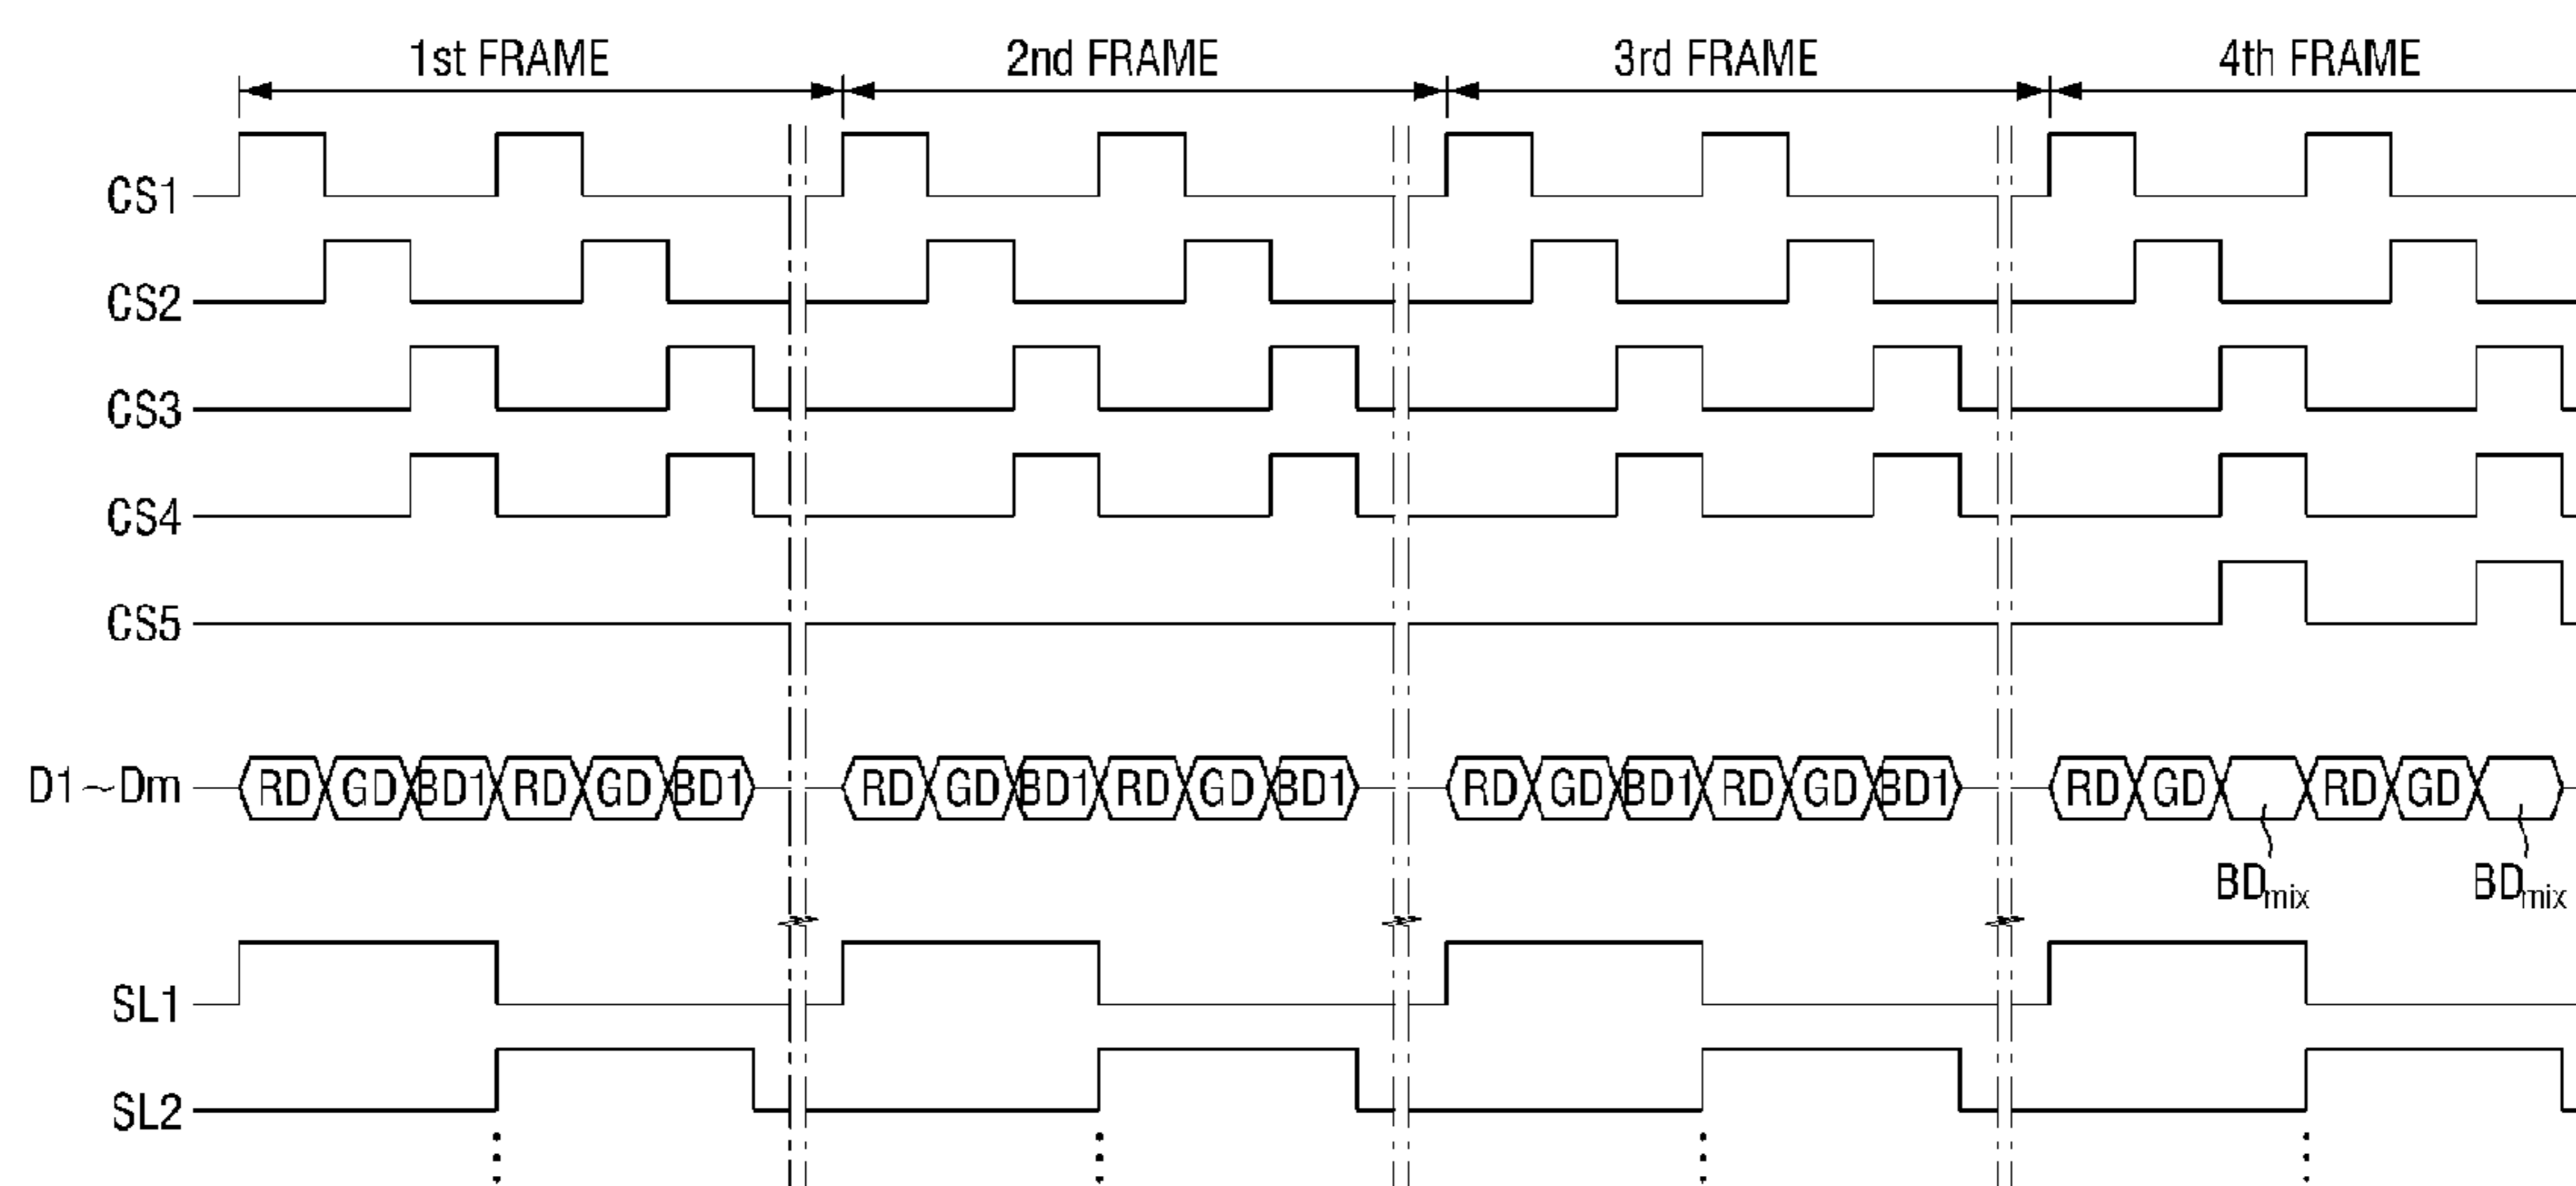 1st FRAME 2nd FRAME 3rd FRAME 4th FRAME
CS1
CS2
CS3
CS4
CS5
D1~Dm RD GD BD1 RD GD BD1 RD GD BD1 RD GD BD1 RD GD BD1 RD GD BD1 RD GD RD GD
BDmix BDmix
SL1
SL2